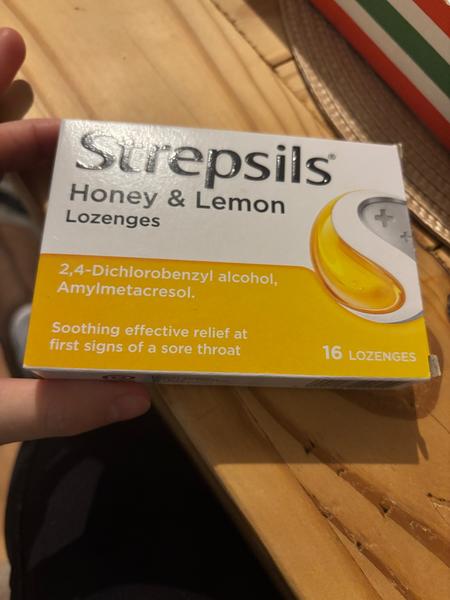 Strepsils®
Honey & Lemon
Lozenges
2,4-Dichlorobenzyl alcohol,
Amylmetacresol.
Soothing effective relief at
first signs of a sore throat
16 LOZENGES